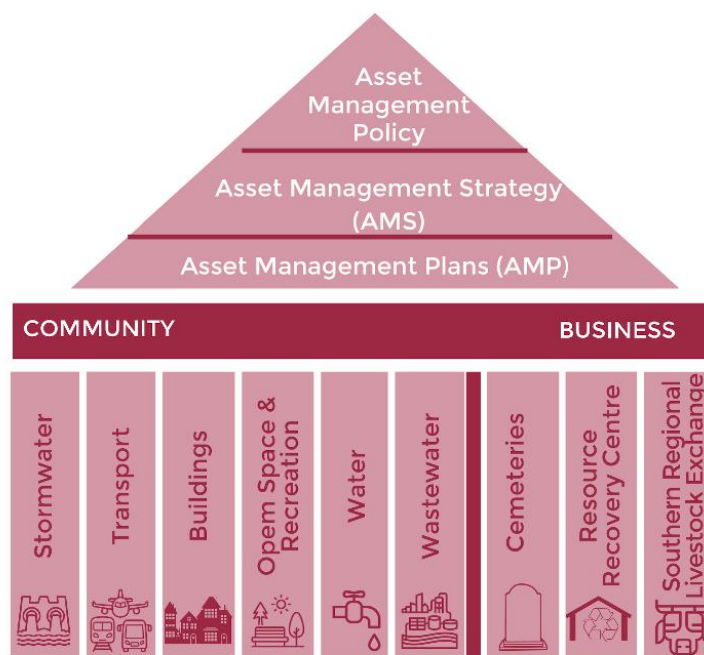 Asset
Management
Policy
Asset Management Strategy
(AMS)
Asset Management Plans (AMP)
COMMUNITY
BUSINESS
Stormwater
Transport
Buildings
Opem Space &
Recreation
Water
Wastewater
Cemeteries
Resource
Recovery Centre
Southern Regional
Livestock Exchange